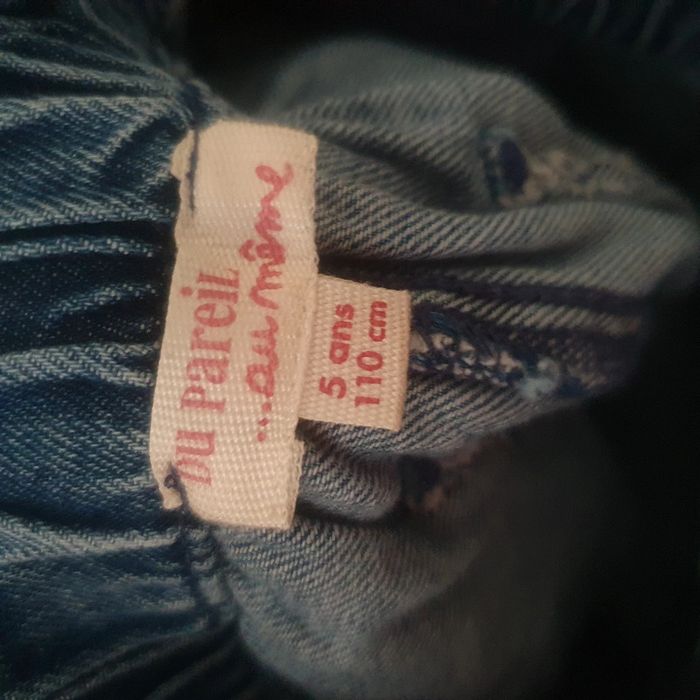 DU PAREIL
...au même
5 ans
110 cm